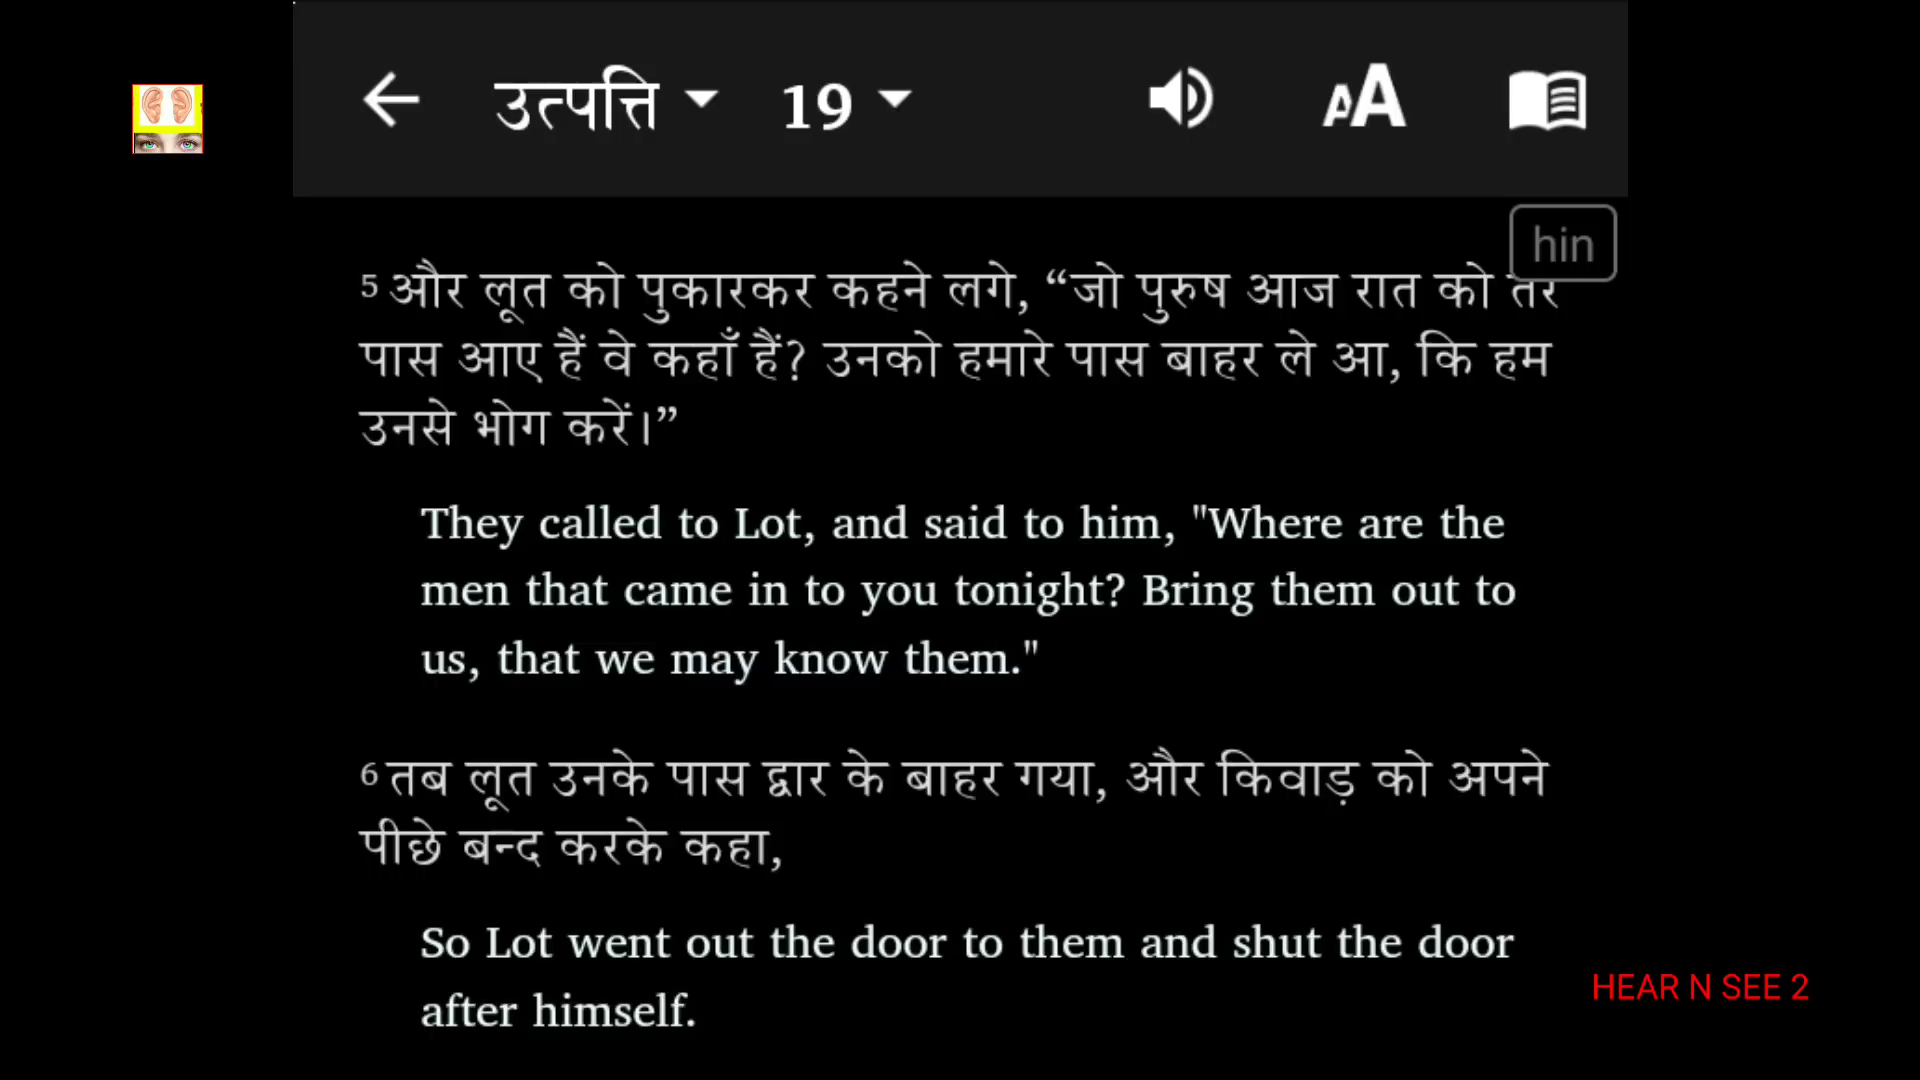 उत्पत्ति 19
hin
5 और लूत को पुकारकर कहने लगे, “जो पुरुष आज रात को तेरे
पास आए हैं वे कहाँ हैं? उनको हमारे पास बाहर ले आ, कि हम
उनसे भोग करें।”
They called to Lot, and said to him, "Where are the
men that came in to you tonight? Bring them out to
us, that we may know them."
6 तब लूत उनके पास द्वार के बाहर गया, और किवाड़ को अपने
पीछे बन्द करके कहा,
So Lot went out the door to them and shut the door
after himself.
HEAR N SEE 2